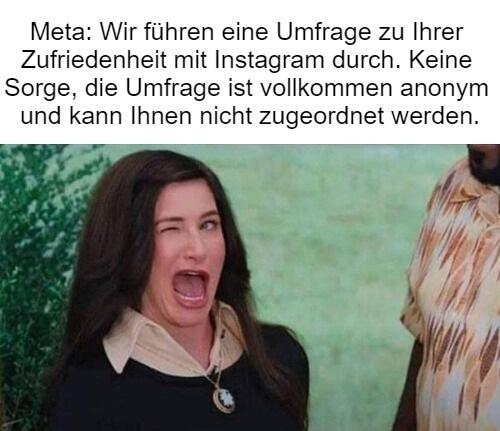 Meta: Wir führen eine Umfrage zu Ihrer
Zufriedenheit mit Instagram durch. Keine
Sorge, die Umfrage ist vollkommen anonym
und kann Ihnen nicht zugeordnet werden.